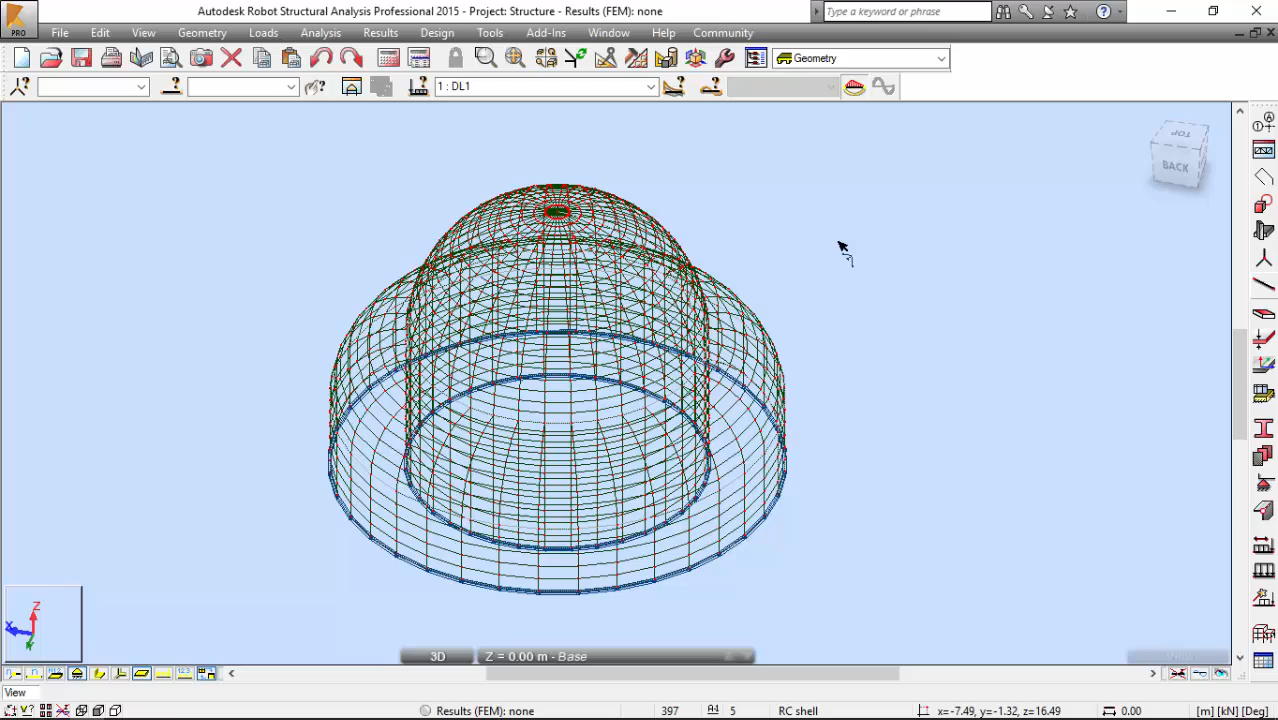 Autodesk Robot Structural Analysis Professional 2015 - Project: Structure - Results (FEM): none
Type a keyword or phrase
PRO
File Edit View Geometry Loads Analysis Results Design Tools Add-Ins Window Help Community
Geometry
1 : DL1
TOP
BACK
Z
X
Y
3D
Z = 0.00 m - Base
View
Results (FEM): none
397
5
RC shell
x=-7.49, y=-1.32, z=16.49
0.00
[m] [kN] [Deg]